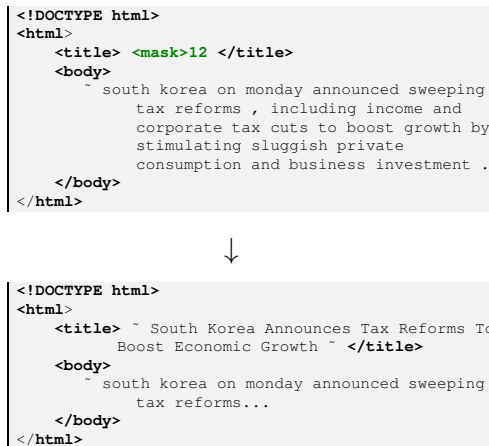 <!DOCTYPE html>
<html>
<title> <mask>12 </title>
<body>
~ south korea on monday announced sweeping
tax reforms , including income and
corporate tax cuts to boost growth by
stimulating sluggish private
consumption and business investment .
</body>
</html>
↓
<!DOCTYPE html>
<html>
<title> ~ South Korea Announces Tax Reforms To
Boost Economic Growth ~ </title>
<body>
~ south korea on monday announced sweeping
tax reforms...
</body>
</html>